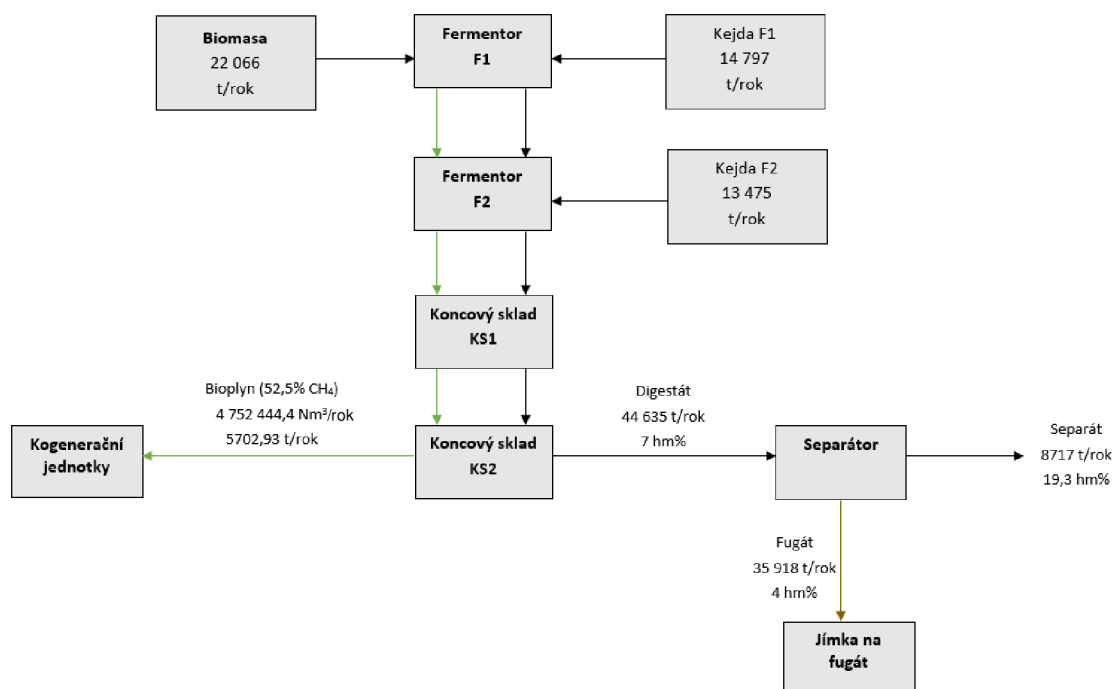 Biomasa
22 066
t/rok
Fermentor
F1
Kejda F1
14 797
t/rok
Fermentor
F2
Kejda F2
13 475
t/rok
Koncový sklad
KS1
Bioplyn (52,5% CH₄)
4 752 444,4 Nm³/rok
5702,93 t/rok
Digestát
44 635 t/rok
7 hm%
Kogenerační
jednotky
Koncový sklad
KS2
Separátor
Separát
8717 t/rok
19,3 hm%
Fugát
35 918 t/rok
4 hm%
Jímka na
fugát